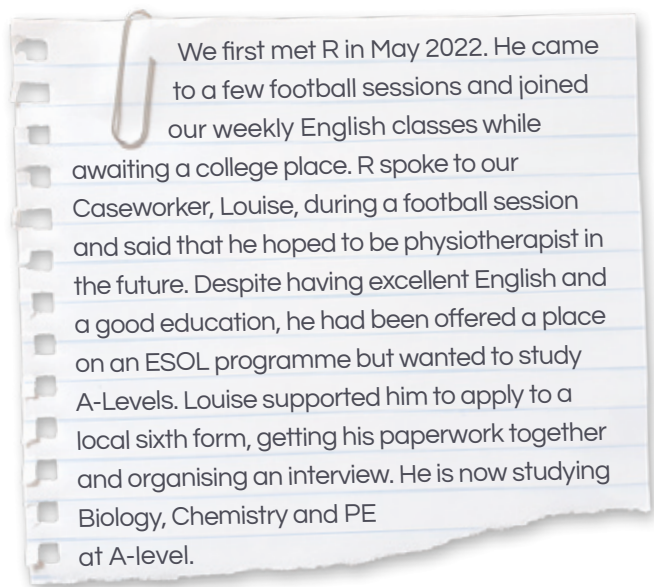 We first met R in May 2022. He came
to a few football sessions and joined
our weekly English classes while
awaiting a college place. R spoke to our
Caseworker, Louise, during a football session
and said that he hoped to be physiotherapist in
the future. Despite having excellent English and
a good education, he had been offered a place
on an ESOL programme but wanted to study
A-Levels. Louise supported him to apply to a
local sixth form, getting his paperwork together
and organising an interview. He is now studying
Biology, Chemistry and PE
at A-level.